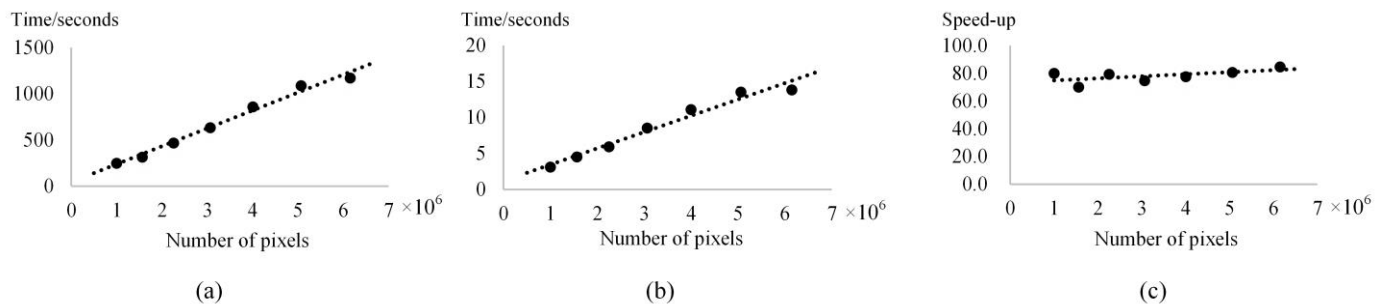 Time/seconds
1500
1000
500
0
0 1 2 3 4 5 6 7 ×10⁶
Number of pixels
(a)
Time/seconds
20
15
10
5
0
0 1 2 3 4 5 6 7 ×10⁶
Number of pixels
(b)
Speed-up
100.0
80.0
60.0
40.0
20.0
0.0
0 1 2 3 4 5 6 7 ×10⁶
Number of pixels
(c)